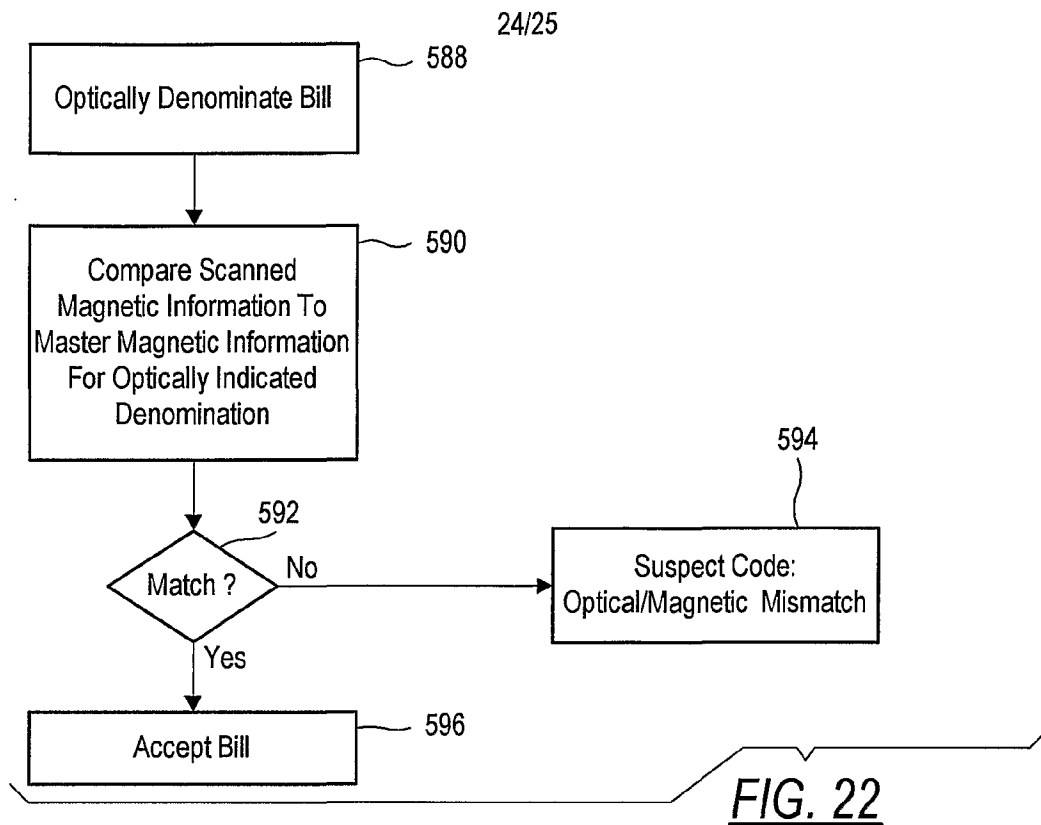 24/25
588
Optically Denominate Bill
590
Compare Scanned
Magnetic Information To
Master Magnetic Information
For Optically Indicated
Denomination
592
Match ?
No
594
Suspect Code:
Optical/Magnetic Mismatch
Yes
596
Accept Bill
FIG. 22